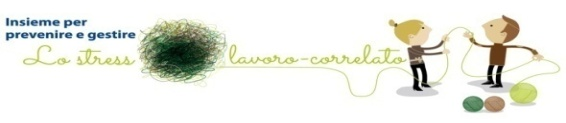 Insieme per
prevenire e gestire
Lo stress lavoro-correlato